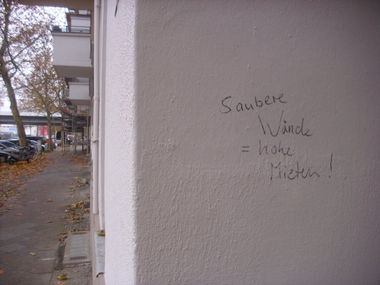 Saubere
Wände
= hohe
Mieten!